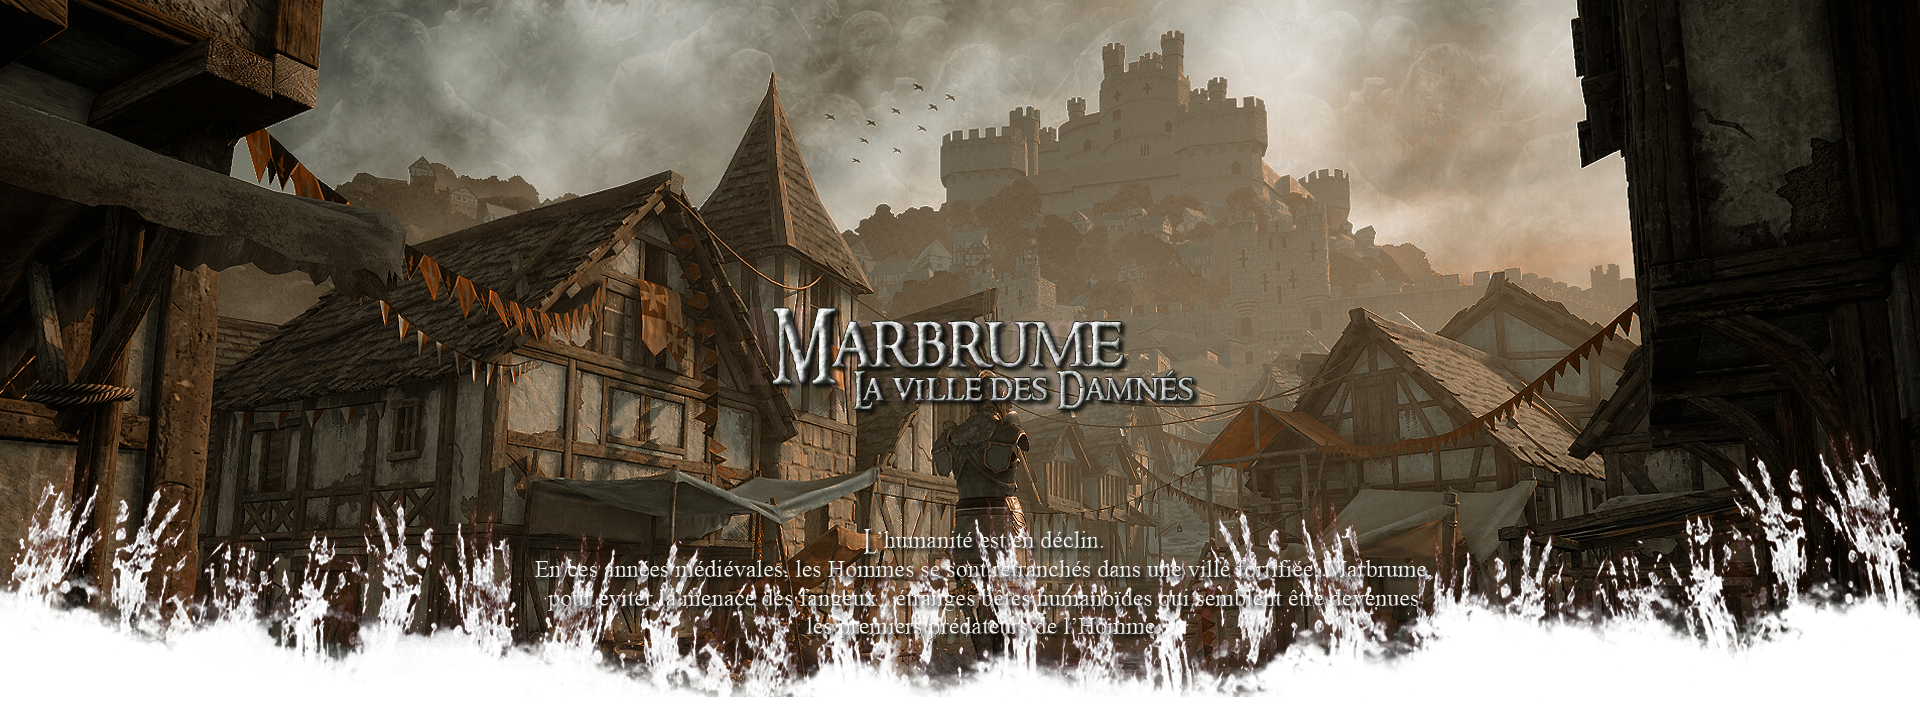 MARBRUME
LA VILLE DES DAMNÉS
L'humanité est en déclin.
En ces années médiévales, les Hommes se sont retranchés dans une ville fortifiée, Marbrume,
pour éviter la menace des fangeux : étranges bêtes humanoïdes qui semblent être devenues
les premiers prédateurs de l'Homme.